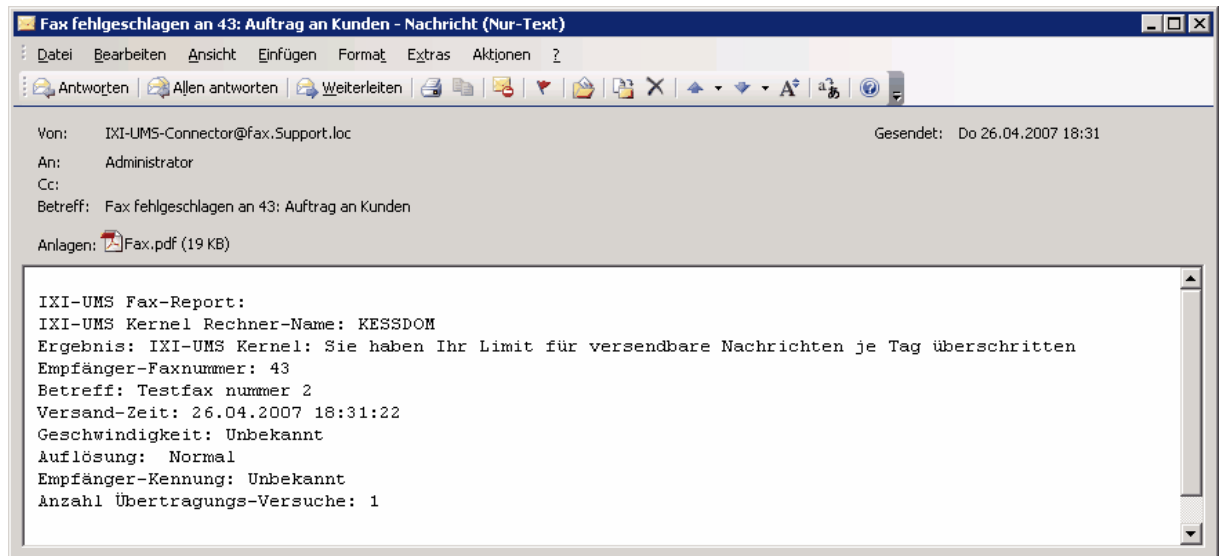 Fax fehlgeschlagen an 43: Auftrag an Kunden - Nachricht (Nur-Text)
Datei Bearbeiten Ansicht Einfügen Format Extras Aktionen ?
Antworten Allen antworten Weiterleiten
Von: IXI-UMS-Connector@fax.Support.loc Gesendet: Do 26.04.2007 18:31
An: Administrator
Cc:
Betreff: Fax fehlgeschlagen an 43: Auftrag an Kunden
Anlagen: Fax.pdf (19 KB)
IXI-UMS Fax-Report:
IXI-UMS Kernel Rechner-Name: KESSDOM
Ergebnis: IXI-UMS Kernel: Sie haben Ihr Limit für versendbare Nachrichten je Tag überschritten
Empfänger-Faxnummer: 43
Betreff: Testfax nummer 2
Versand-Zeit: 26.04.2007 18:31:22
Geschwindigkeit: Unbekannt
Auflösung:  Normal
Empfänger-Kennung: Unbekannt
Anzahl Übertragungs-Versuche: 1